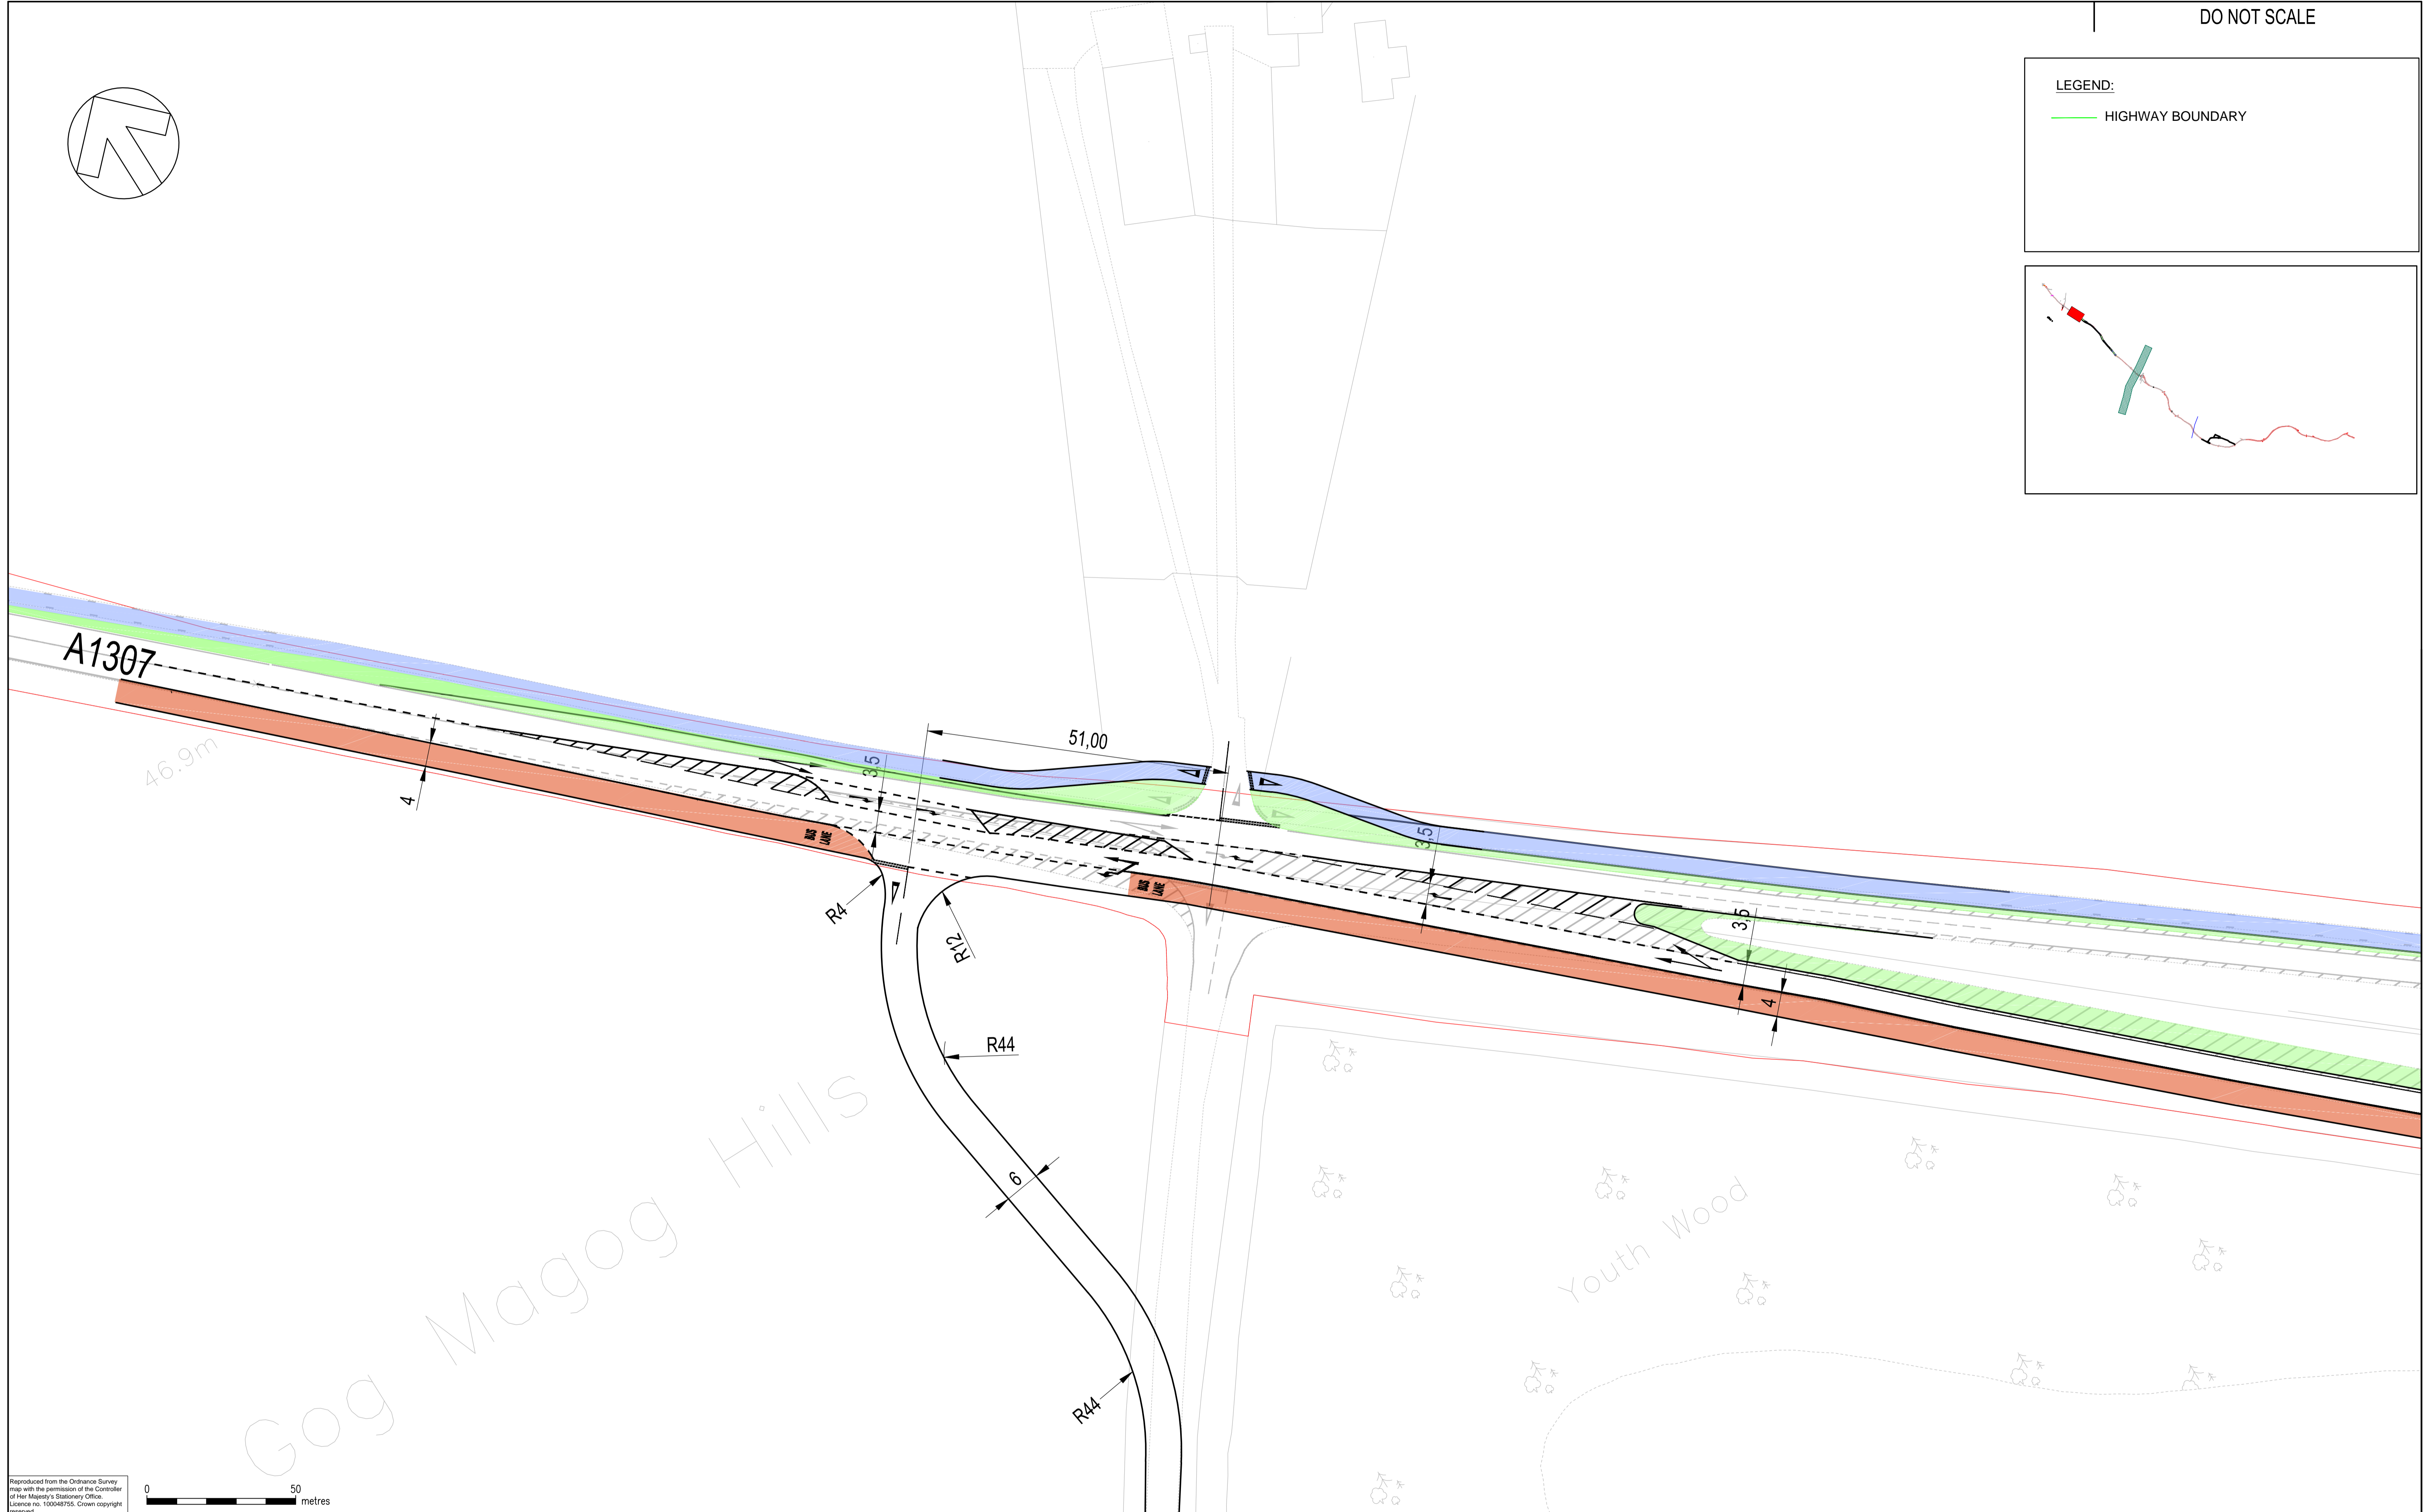 DO NOT SCALE
LEGEND:
HIGHWAY BOUNDARY
A1307
46.9m
4
3,5
51,00
BUS
LANE
BUS
LANE
3,5
3,5
4
R4
R12
R44
6
R44
Gog Magog Hills
Youth Wood
Reproduced from the Ordnance Survey
map with the permission of the Controller
of Her Majesty's Stationery Office.
Licence no. 100048755. Crown copyright
reserved
0 50
metres